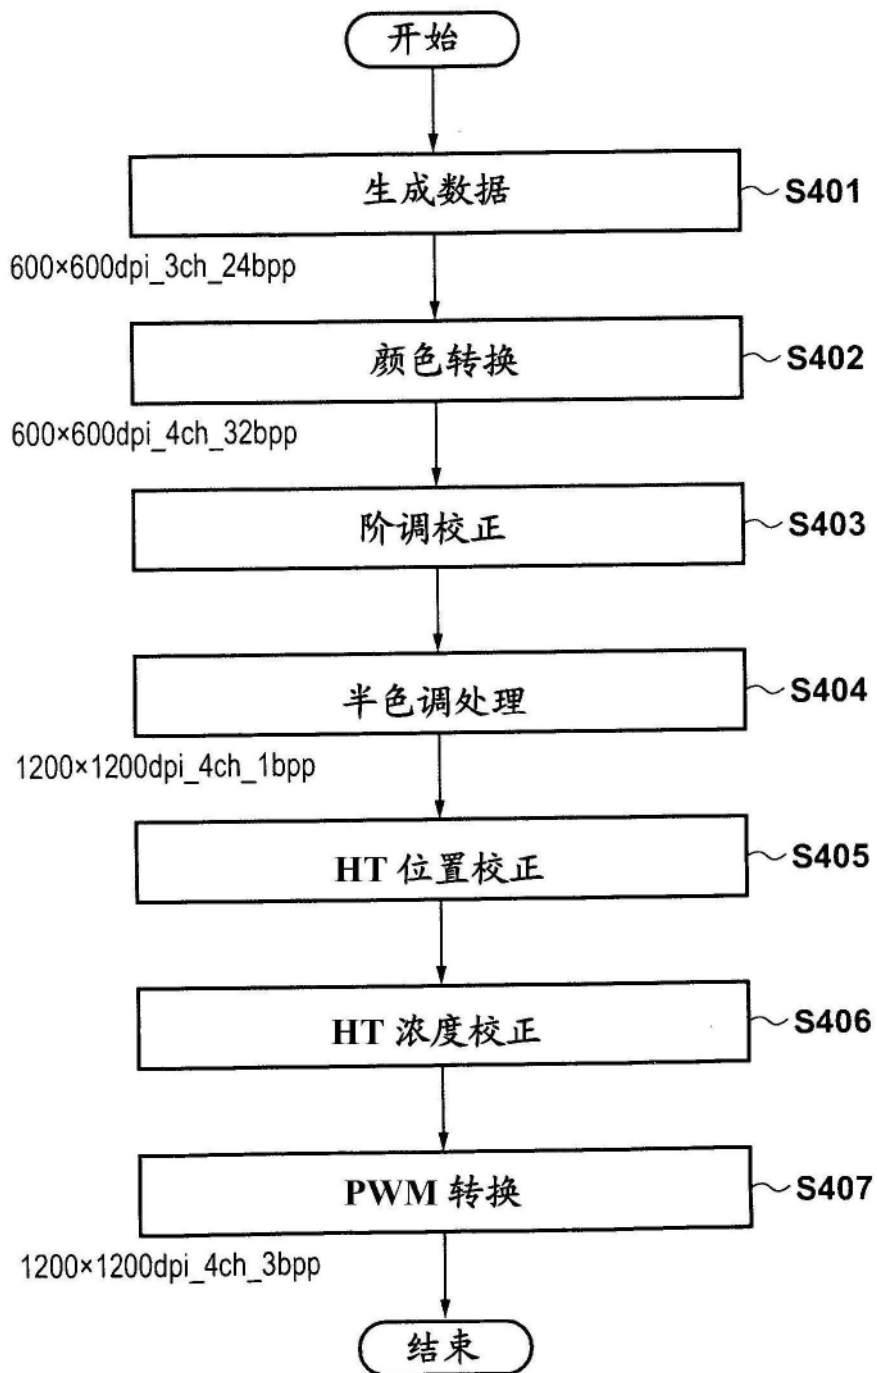 开始
生成数据
S401
600×600dpi_3ch_24bpp
颜色转换
S402
600×600dpi_4ch_32bpp
阶调校正
S403
半色调处理
S404
1200×1200dpi_4ch_1bpp
HT 位置校正
S405
HT 浓度校正
S406
PWM 转换
S407
1200×1200dpi_4ch_3bpp
结束